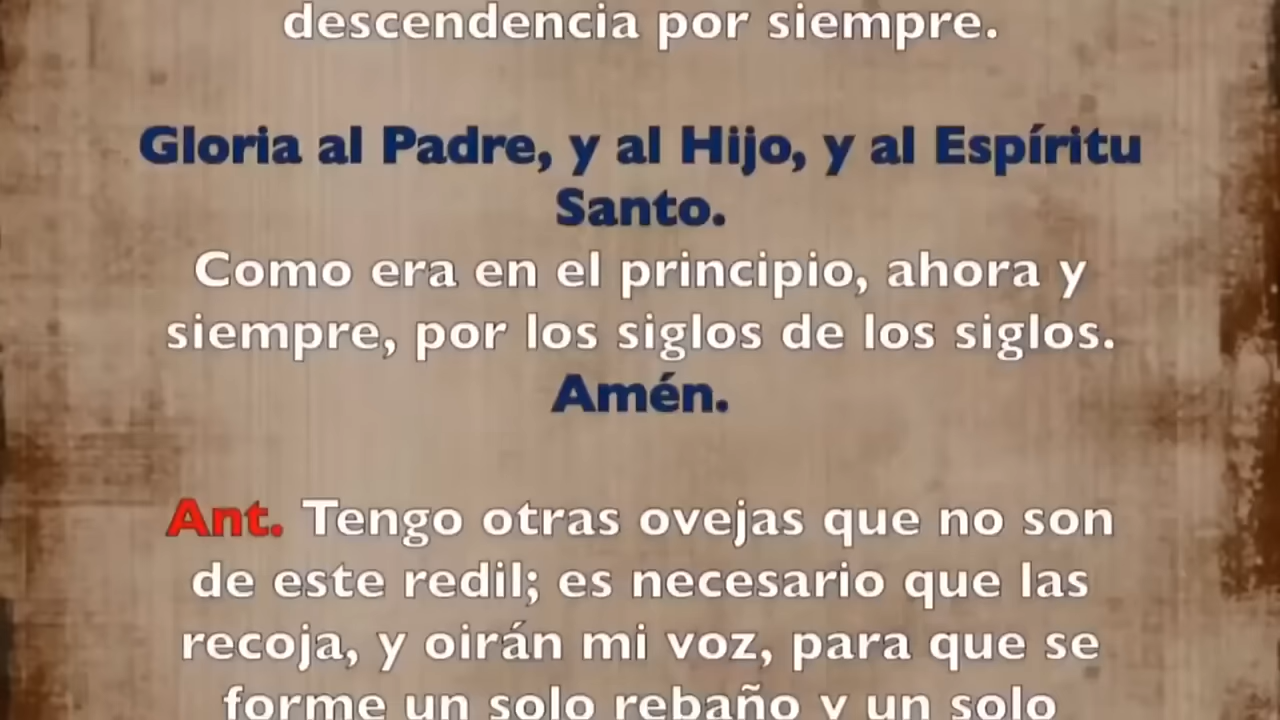 descendencia por siempre.
Gloria al Padre, y al Hijo, y al Espíritu
Santo.
Como era en el principio, ahora y
siempre, por los siglos de los siglos.
Amén.
Ant. Tengo otras ovejas que no son
de este redil; es necesario que las
recoja, y oirán mi voz, para que se
forme un solo rebaño y un solo